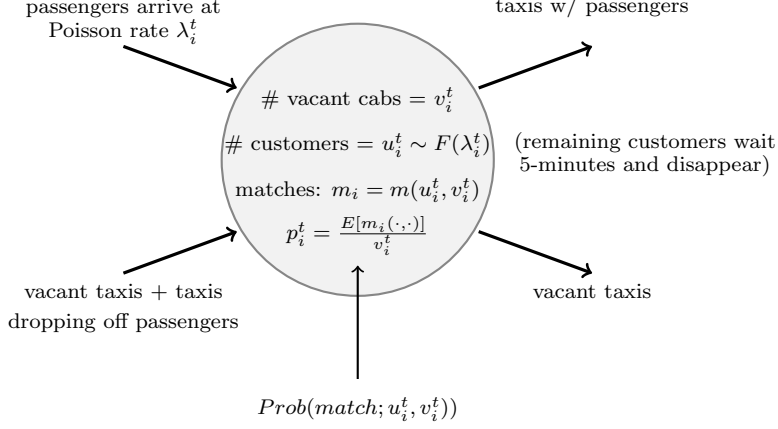 passengers arrive at
Poisson rate λ_i^t
taxis w/ passengers
# vacant cabs = v_i^t
# customers = u_i^t ∼ F(λ_i^t)
matches: m_i = m(u_i^t, v_i^t)
p_i^t = E[m_i(·,·)] / v_i^t
(remaining customers wait
5-minutes and disappear)
vacant taxis + taxis
dropping off passengers
vacant taxis
Prob(match; u_i^t, v_i^t))